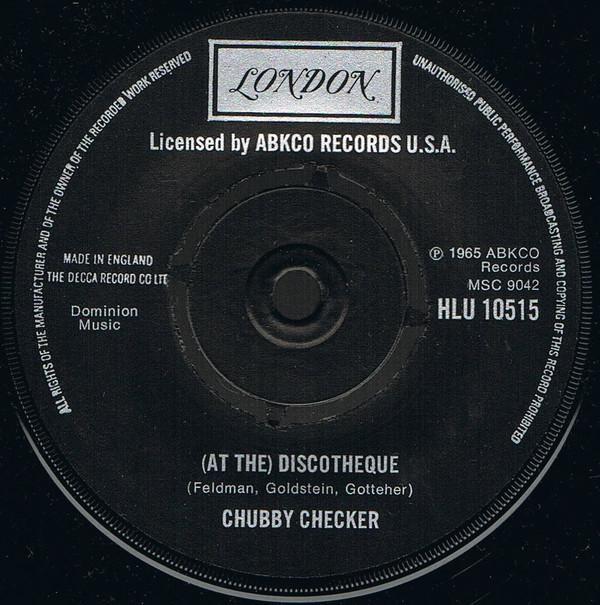 LONDON
Licensed by ABKCO RECORDS U.S.A.
ALL RIGHTS OF THE MANUFACTURER AND OF THE OWNER OF THE RECORDED WORK RESERVED
UNAUTHORISED PUBLIC PERFORMANCE BROADCASTING AND COPYING OF THIS RECORD PROHIBITED
MADE IN ENGLAND
THE DECCA RECORD CO LTD
Dominion
Music
℗ 1965 ABKCO
Records
MSC 9042
HLU 10515
(AT THE) DISCOTHEQUE
(Feldman, Goldstein, Gotteher)
CHUBBY CHECKER